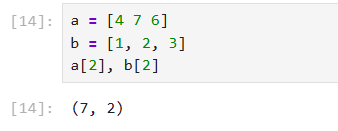 [14]: a = [4 7 6]
b = [1, 2, 3]
a[2], b[2]
[14]: (7, 2)